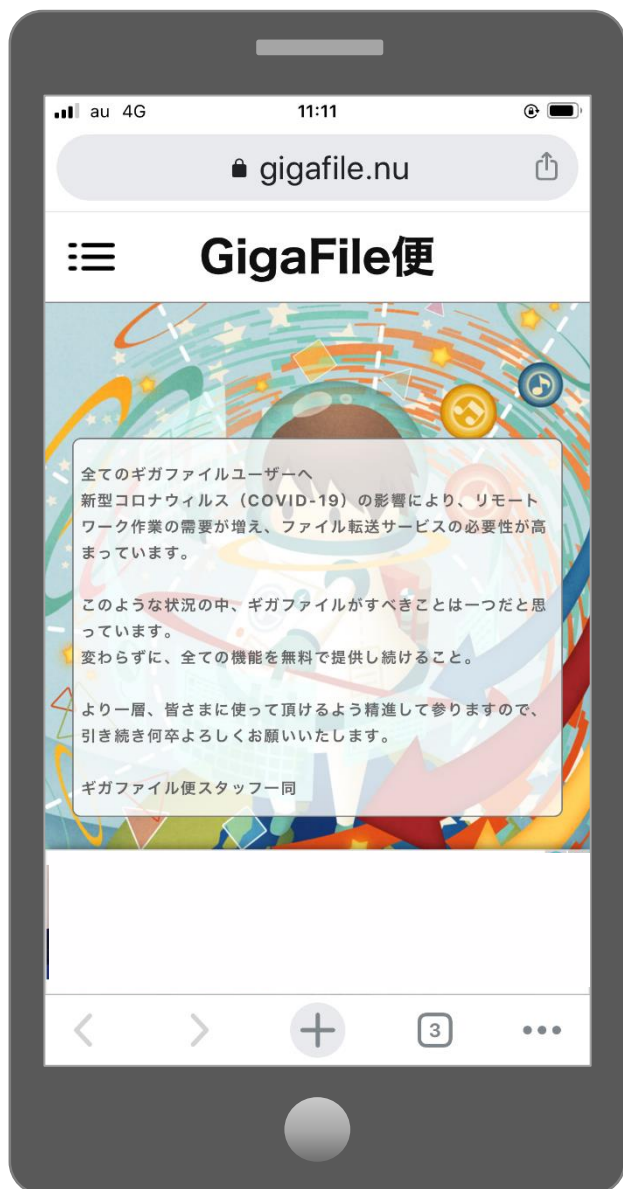 au 4G 11:11
gigafile.nu
GigaFile便
全てのギガファイルユーザーへ
新型コロナウィルス（COVID-19）の影響により、リモート
ワーク作業の需要が増え、ファイル転送サービスの必要性が高
まっています。
このような状況の中、ギガファイルがすべきことは一つだと思
っています。
変わらずに、全ての機能を無料で提供し続けること。
より一層、皆さまに使って頂けるよう精進して参りますので、
引き続き何卒よろしくお願いいたします。
ギガファイル便スタッフ一同
3